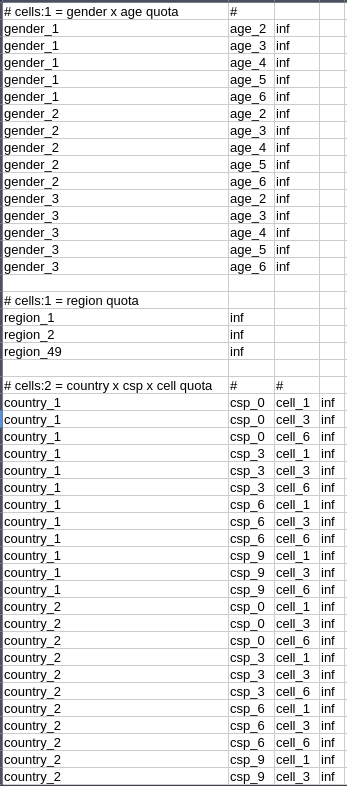 # cells:1 = gender x age quota #
gender_1 age_2 inf
gender_1 age_3 inf
gender_1 age_4 inf
gender_1 age_5 inf
gender_1 age_6 inf
gender_2 age_2 inf
gender_2 age_3 inf
gender_2 age_4 inf
gender_2 age_5 inf
gender_2 age_6 inf
gender_3 age_2 inf
gender_3 age_3 inf
gender_3 age_4 inf
gender_3 age_5 inf
gender_3 age_6 inf
# cells:1 = region quota
region_1 inf
region_2 inf
region_49 inf
# cells:2 = country x csp x cell quota # #
country_1 csp_0 cell_1 inf
country_1 csp_0 cell_3 inf
country_1 csp_0 cell_6 inf
country_1 csp_3 cell_1 inf
country_1 csp_3 cell_3 inf
country_1 csp_3 cell_6 inf
country_1 csp_6 cell_1 inf
country_1 csp_6 cell_3 inf
country_1 csp_6 cell_6 inf
country_1 csp_9 cell_1 inf
country_1 csp_9 cell_3 inf
country_1 csp_9 cell_6 inf
country_2 csp_0 cell_1 inf
country_2 csp_0 cell_3 inf
country_2 csp_0 cell_6 inf
country_2 csp_3 cell_1 inf
country_2 csp_3 cell_3 inf
country_2 csp_3 cell_6 inf
country_2 csp_6 cell_1 inf
country_2 csp_6 cell_3 inf
country_2 csp_6 cell_6 inf
country_2 csp_9 cell_1 inf
country_2 csp_9 cell_3 inf